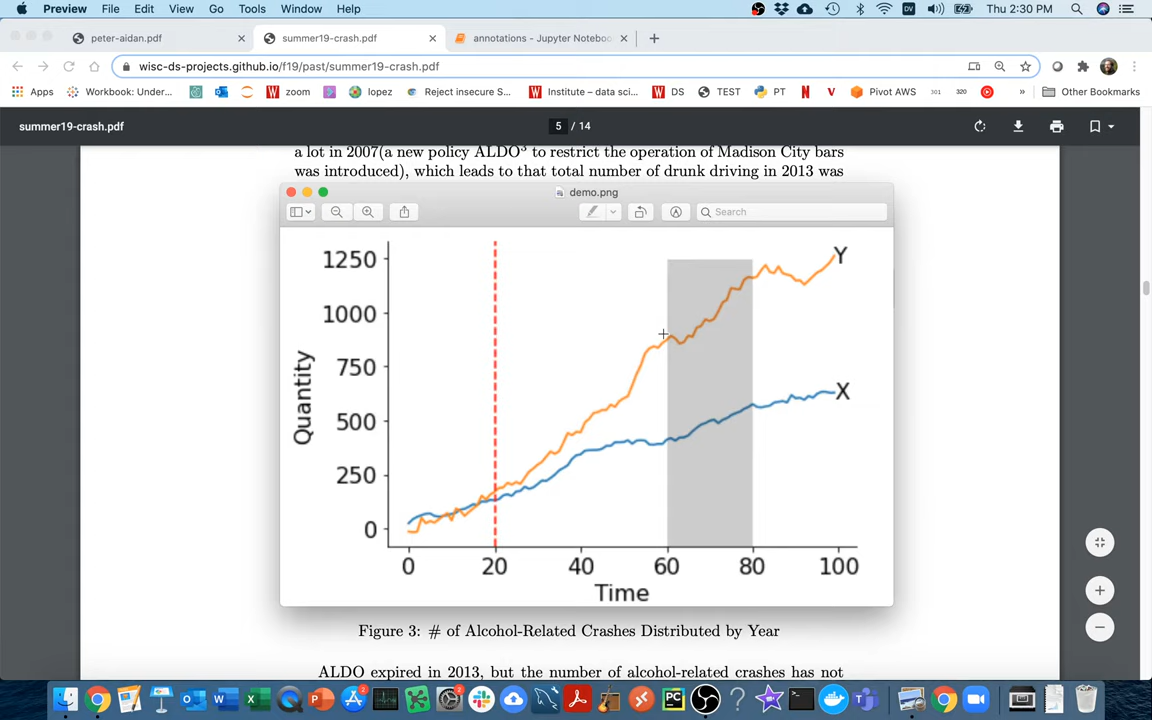 Preview File Edit View Go Tools Window Help Thu 2:30 PM
peter-aidan.pdf summer19-crash.pdf annotations - Jupyter Noteboo
wisc-ds-projects.github.io/f19/past/summer19-crash.pdf
Apps Workbook: Under... zoom lopez Reject insecure S... Institute – data sci... DS TEST PT Pivot AWS 301 320 » Other Bookmarks
summer19-crash.pdf 5 / 14
a lot in 2007(a new policy ALDO³ to restrict the operation of Madison City bars
was introduced), which leads to that total number of drunk driving in 2013 was
demo.png
Search
1250
1000
750
500
250
0
Quantity
Y
X
0 20 40 60 80 100
Time
Figure 3: # of Alcohol-Related Crashes Distributed by Year
ALDO expired in 2013, but the number of alcohol-related crashes has not